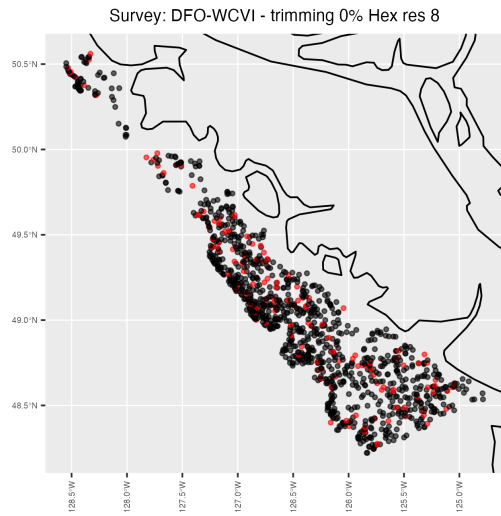 Survey: DFO-WCVI - trimming 0% Hex res 8
50.5°N
50.0°N
49.5°N
49.0°N
48.5°N
128.5°W
128.0°W
127.5°W
127.0°W
126.5°W
126.0°W
125.5°W
125.0°W